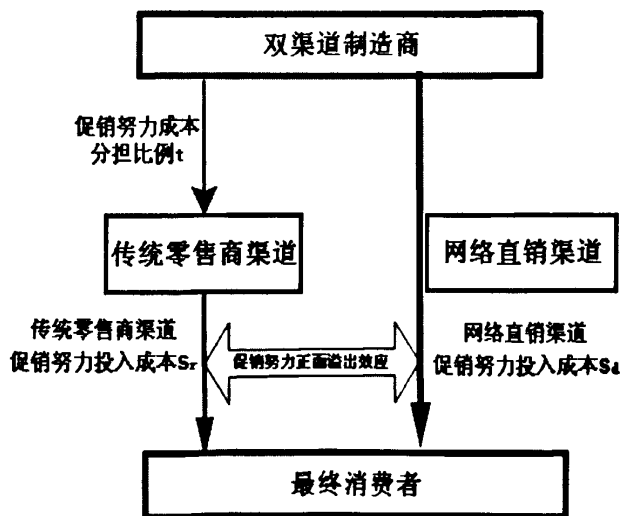 双渠道制造商
促销努力成本
分担比例t
传统零售商渠道
网络直销渠道
传统零售商渠道
促销努力投入成本Sr
促销努力正面溢出效应
网络直销渠道
促销努力投入成本Sd
最终消费者